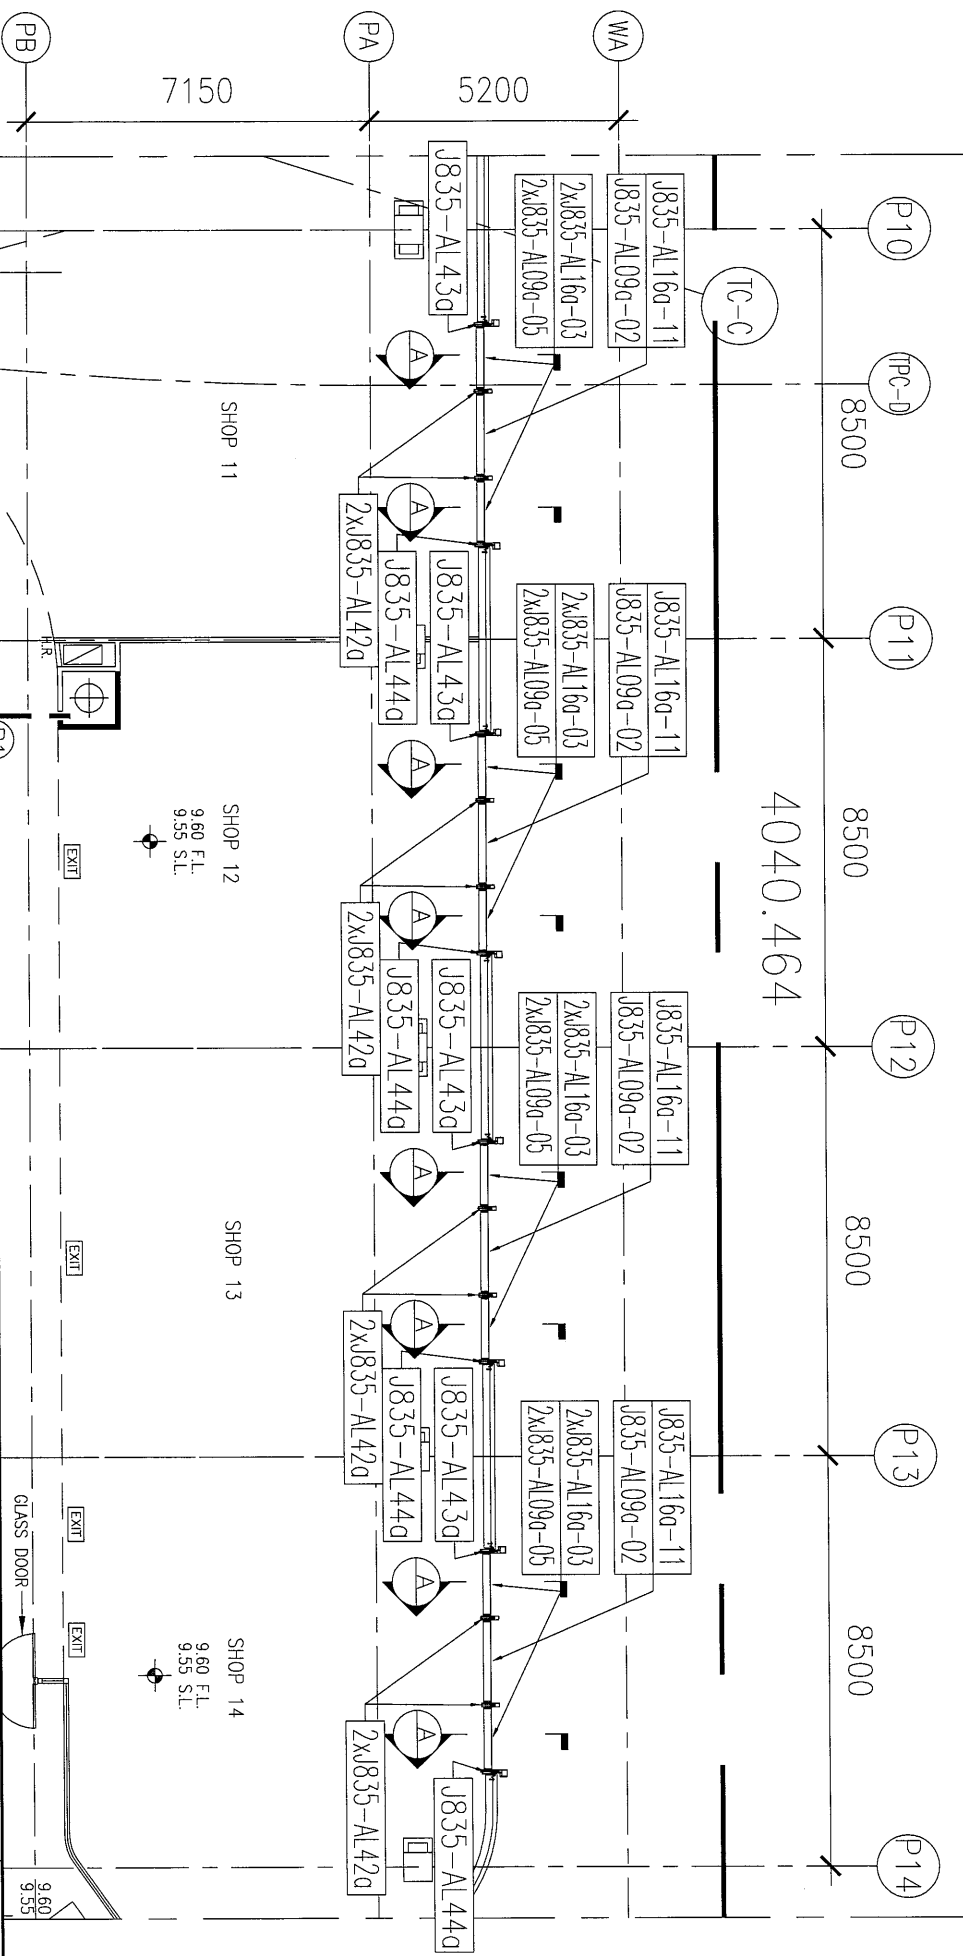 P10
TPC-D
P11
P12
P13
P14
8500
8500
8500
8500
4040.464
TC-C
WA
PA
PB
5200
7150
J835-AL16a-11
J835-AL09a-02
2xJ835-AL16a-03
2xJ835-AL09a-05
J835-AL43a
A
A
2xJ835-AL42a
J835-AL44a
J835-AL16a-11
J835-AL09a-02
2xJ835-AL16a-03
2xJ835-AL09a-05
J835-AL43a
A
A
2xJ835-AL42a
J835-AL44a
J835-AL16a-11
J835-AL09a-02
2xJ835-AL16a-03
2xJ835-AL09a-05
J835-AL43a
A
A
2xJ835-AL42a
J835-AL44a
J835-AL16a-11
J835-AL09a-02
2xJ835-AL16a-03
2xJ835-AL09a-05
J835-AL43a
A
A
2xJ835-AL42a
J835-AL44a
SHOP 11
SHOP 12
9.60 F.L.
9.55 S.L.
SHOP 13
SHOP 14
9.60 F.L.
9.55 S.L.
EXIT
EXIT
EXIT
EXIT
GLASS DOOR
9.60
9.55